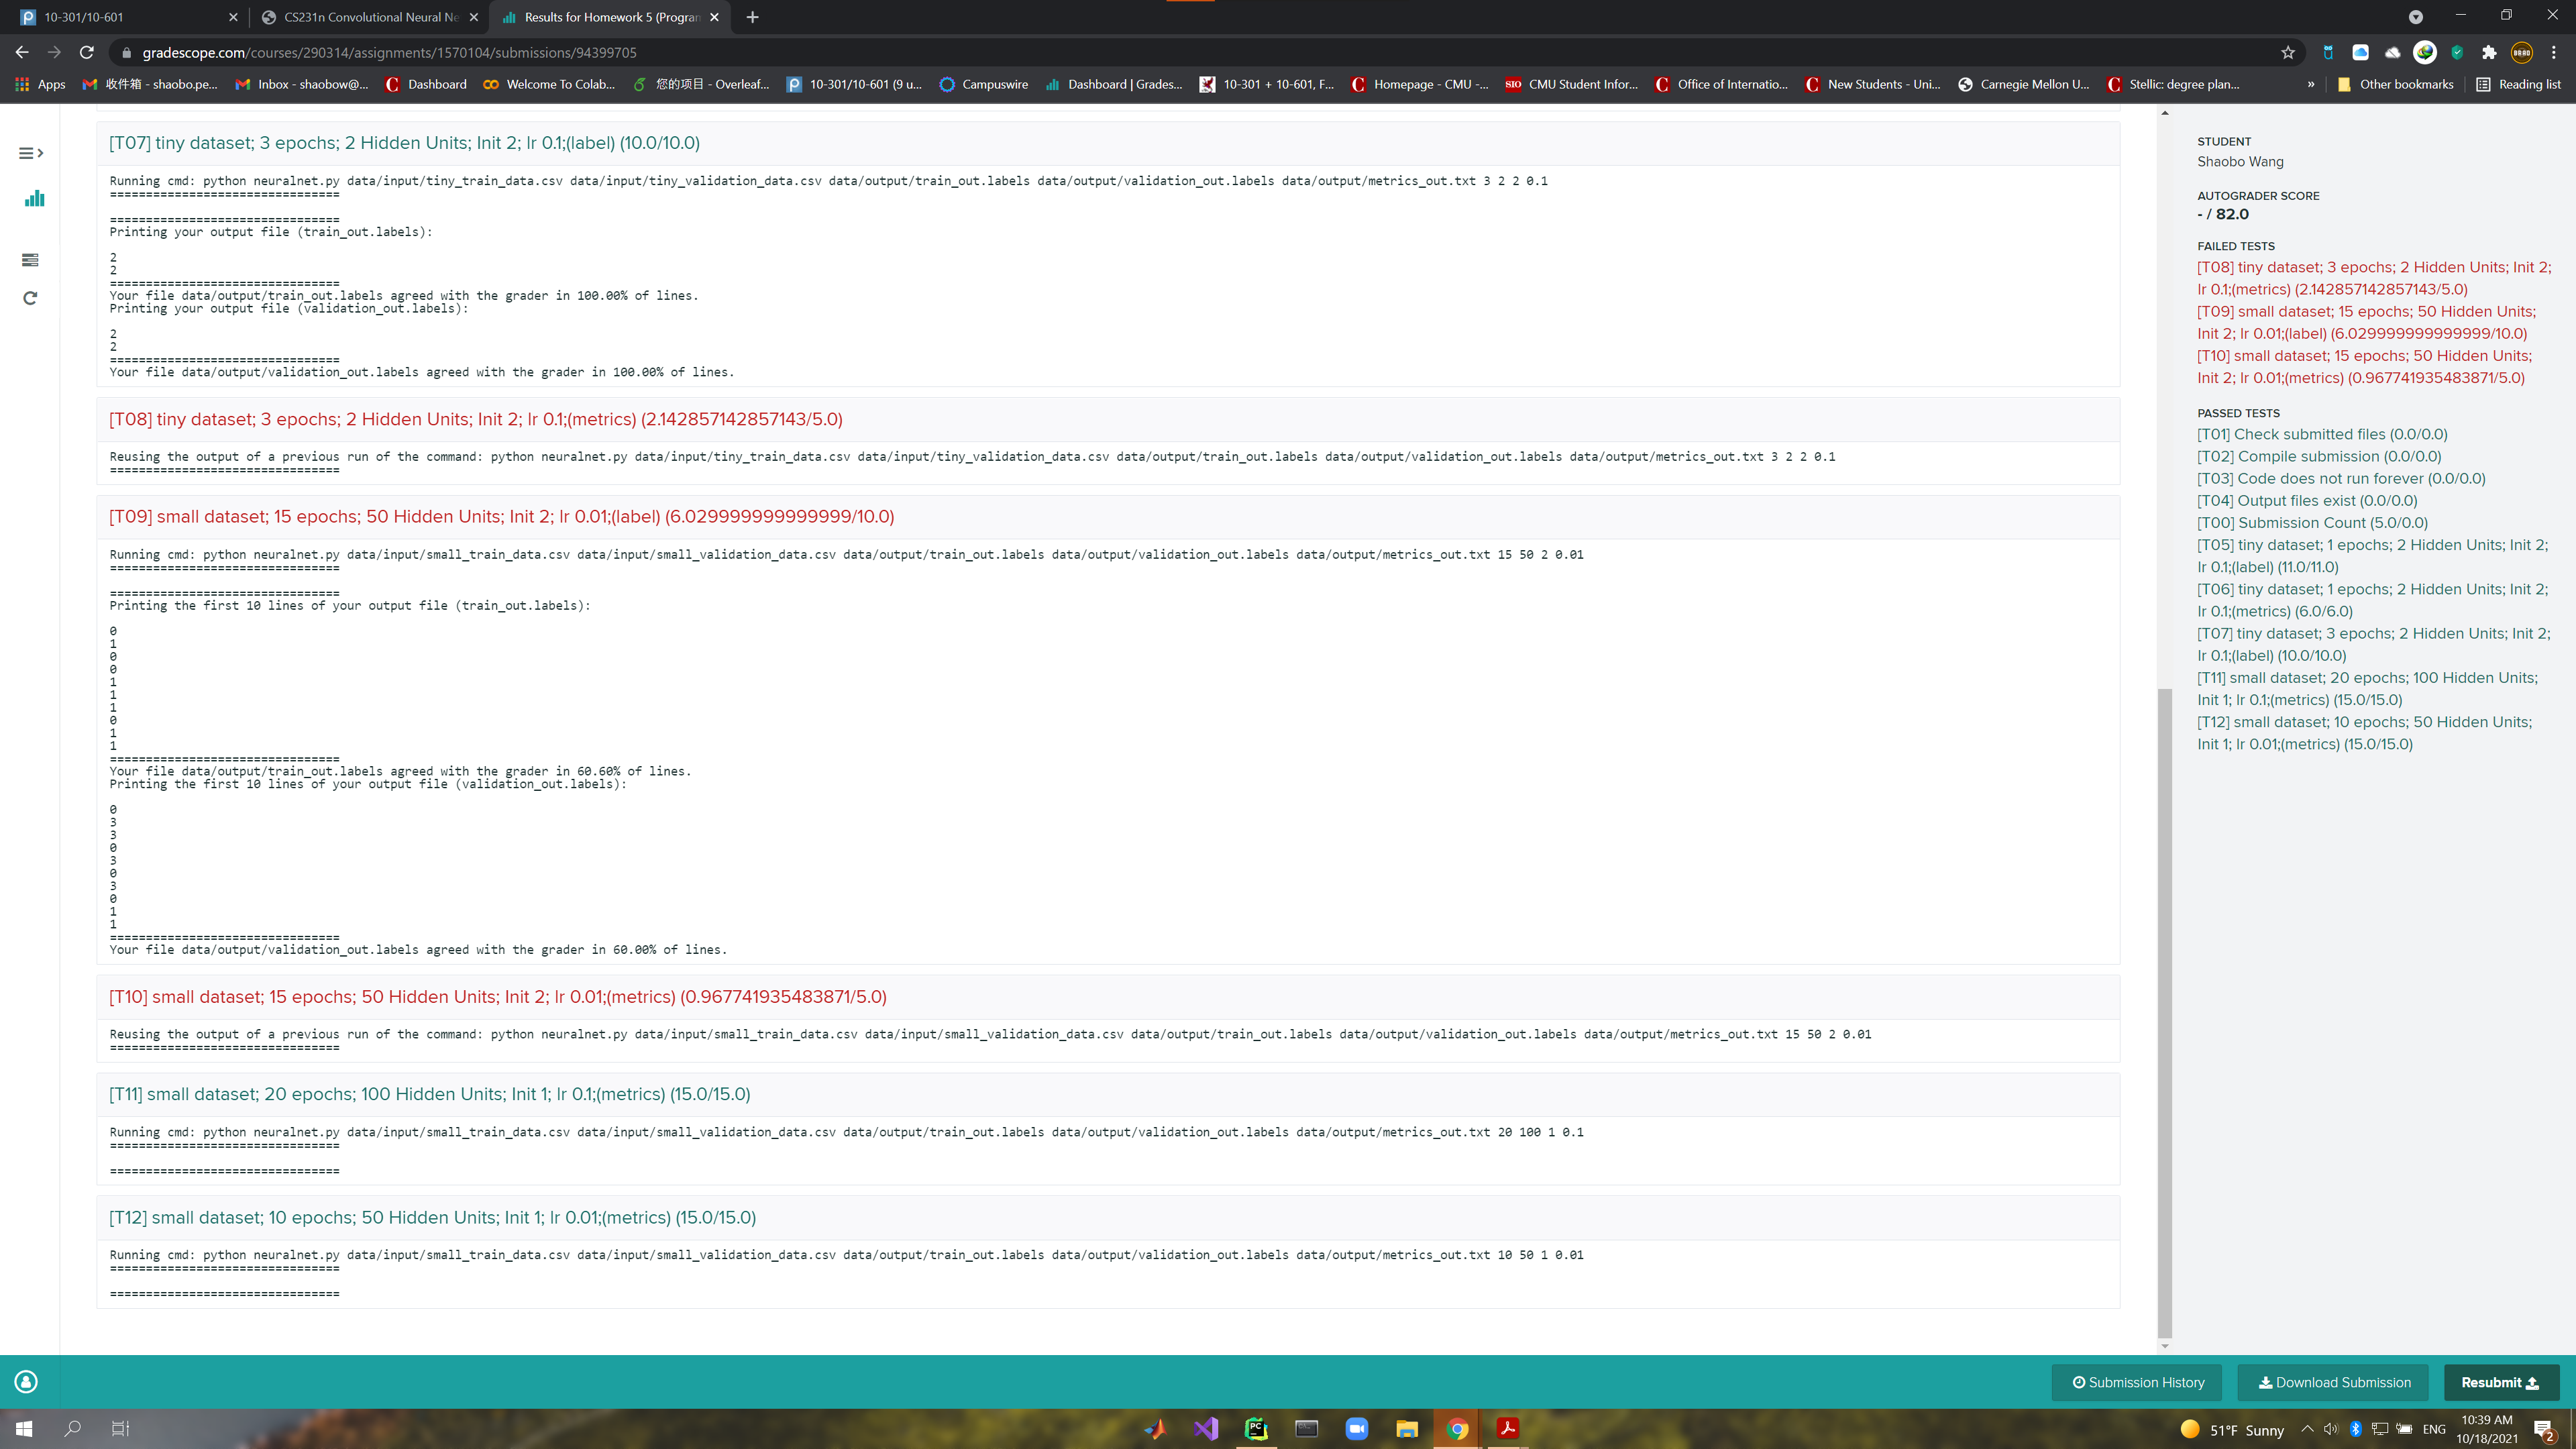 10-301/10-601
CS231n Convolutional Neural Ne
Results for Homework 5 (Program
gradescope.com/courses/290314/assignments/1570104/submissions/94399705
Apps
收件箱 - shaobo.pe...
Inbox - shaobow@...
Dashboard
Welcome To Colab...
您的项目 - Overleaf...
10-301/10-601 (9 u...
Campuswire
Dashboard | Grades...
10-301 + 10-601, F...
Homepage - CMU -...
CMU Student Infor...
Office of Internatio...
New Students - Uni...
Carnegie Mellon U...
Stellic: degree plan...
»
Other bookmarks
Reading list
[T07] tiny dataset; 3 epochs; 2 Hidden Units; Init 2; lr 0.1;(label) (10.0/10.0)
Running cmd: python neuralnet.py data/input/tiny_train_data.csv data/input/tiny_validation_data.csv data/output/train_out.labels data/output/validation_out.labels data/output/metrics_out.txt 3 2 2 0.1
================================
================================
Printing your output file (train_out.labels):
2
2
================================
Your file data/output/train_out.labels agreed with the grader in 100.00% of lines.
Printing your output file (validation_out.labels):
2
2
================================
Your file data/output/validation_out.labels agreed with the grader in 100.00% of lines.
[T08] tiny dataset; 3 epochs; 2 Hidden Units; Init 2; lr 0.1;(metrics) (2.142857142857143/5.0)
Reusing the output of a previous run of the command: python neuralnet.py data/input/tiny_train_data.csv data/input/tiny_validation_data.csv data/output/train_out.labels data/output/validation_out.labels data/output/metrics_out.txt 3 2 2 0.1
================================
[T09] small dataset; 15 epochs; 50 Hidden Units; Init 2; lr 0.01;(label) (6.029999999999999/10.0)
Running cmd: python neuralnet.py data/input/small_train_data.csv data/input/small_validation_data.csv data/output/train_out.labels data/output/validation_out.labels data/output/metrics_out.txt 15 50 2 0.01
================================
================================
Printing the first 10 lines of your output file (train_out.labels):
0
1
0
0
1
1
1
0
1
1
================================
Your file data/output/train_out.labels agreed with the grader in 60.60% of lines.
Printing the first 10 lines of your output file (validation_out.labels):
0
3
3
0
3
0
3
0
1
1
================================
Your file data/output/validation_out.labels agreed with the grader in 60.00% of lines.
[T10] small dataset; 15 epochs; 50 Hidden Units; Init 2; lr 0.01;(metrics) (0.967741935483871/5.0)
Reusing the output of a previous run of the command: python neuralnet.py data/input/small_train_data.csv data/input/small_validation_data.csv data/output/train_out.labels data/output/validation_out.labels data/output/metrics_out.txt 15 50 2 0.01
================================
[T11] small dataset; 20 epochs; 100 Hidden Units; Init 1; lr 0.1;(metrics) (15.0/15.0)
Running cmd: python neuralnet.py data/input/small_train_data.csv data/input/small_validation_data.csv data/output/train_out.labels data/output/validation_out.labels data/output/metrics_out.txt 20 100 1 0.1
================================
================================
[T12] small dataset; 10 epochs; 50 Hidden Units; Init 1; lr 0.01;(metrics) (15.0/15.0)
Running cmd: python neuralnet.py data/input/small_train_data.csv data/input/small_validation_data.csv data/output/train_out.labels data/output/validation_out.labels data/output/metrics_out.txt 10 50 1 0.01
================================
================================
STUDENT
Shaobo Wang
AUTOGRADER SCORE
- / 82.0
FAILED TESTS
[T08] tiny dataset; 3 epochs; 2 Hidden Units; Init 2;
lr 0.1;(metrics) (2.142857142857143/5.0)
[T09] small dataset; 15 epochs; 50 Hidden Units;
Init 2; lr 0.01;(label) (6.029999999999999/10.0)
[T10] small dataset; 15 epochs; 50 Hidden Units;
Init 2; lr 0.01;(metrics) (0.967741935483871/5.0)
PASSED TESTS
[T01] Check submitted files (0.0/0.0)
[T02] Compile submission (0.0/0.0)
[T03] Code does not run forever (0.0/0.0)
[T04] Output files exist (0.0/0.0)
[T00] Submission Count (5.0/0.0)
[T05] tiny dataset; 1 epochs; 2 Hidden Units; Init 2;
lr 0.1;(label) (11.0/11.0)
[T06] tiny dataset; 1 epochs; 2 Hidden Units; Init 2;
lr 0.1;(metrics) (6.0/6.0)
[T07] tiny dataset; 3 epochs; 2 Hidden Units; Init 2;
lr 0.1;(label) (10.0/10.0)
[T11] small dataset; 20 epochs; 100 Hidden Units;
Init 1; lr 0.1;(metrics) (15.0/15.0)
[T12] small dataset; 10 epochs; 50 Hidden Units;
Init 1; lr 0.01;(metrics) (15.0/15.0)
Submission History
Download Submission
Resubmit
51°F Sunny
ENG
10:39 AM
10/18/2021
2